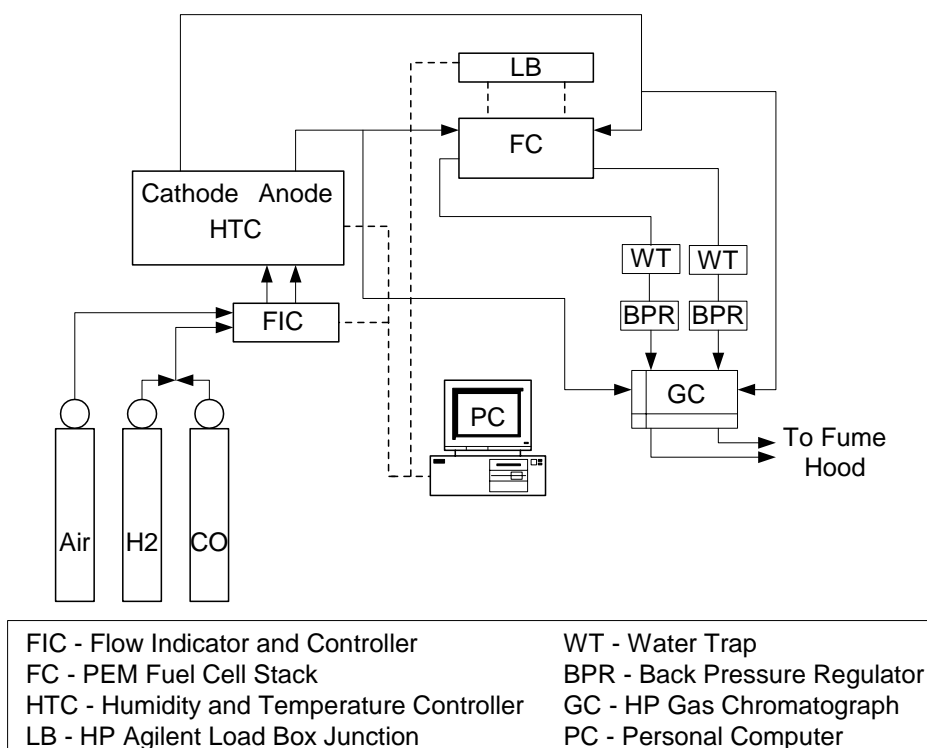 LB
FC
Cathode Anode
HTC
WT WT
FIC
BPR BPR
GC
PC
To Fume
Hood
Air H2 CO
FIC - Flow Indicator and Controller
FC - PEM Fuel Cell Stack
HTC - Humidity and Temperature Controller
LB - HP Agilent Load Box Junction
WT - Water Trap
BPR - Back Pressure Regulator
GC - HP Gas Chromatograph
PC - Personal Computer